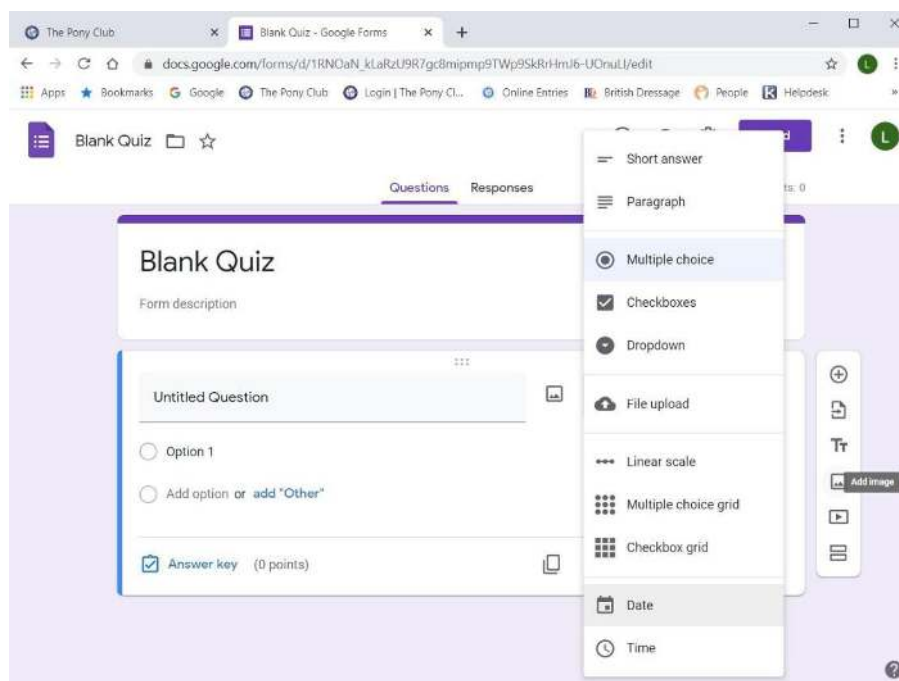 The Pony Club
Blank Quiz - Google Forms
docs.google.com/forms/d/1RNOaN_kLaRzU9R7gc8mipmp9TWp9SkRrHmJ6-UOnuLI/edit
L
Apps
Bookmarks
Google
The Pony Club
Login | The Pony Cl...
Online Entries
British Dressage
People
Helpdesk
»
Blank Quiz
d
L
Questions
Responses
ts: 0
Blank Quiz
Form description
Untitled Question
Option 1
Add option or add "Other"
Answer key (0 points)
Short answer
Paragraph
Multiple choice
Checkboxes
Dropdown
File upload
Linear scale
Multiple choice grid
Checkbox grid
Date
Time
Tт
Add image